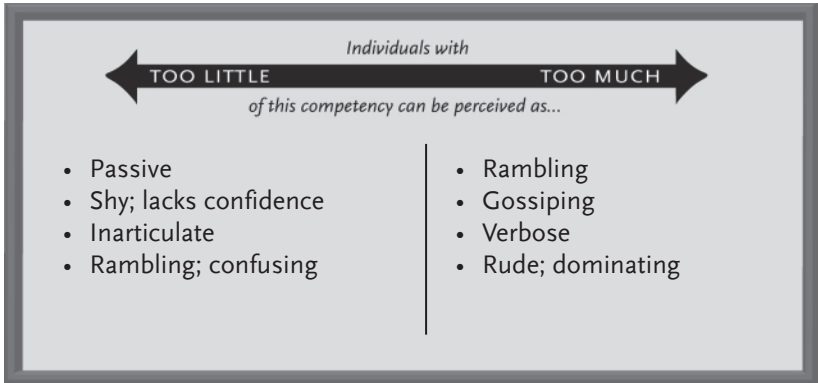 Individuals with
TOO LITTLE TOO MUCH
of this competency can be perceived as...
• Passive
• Shy; lacks confidence
• Inarticulate
• Rambling; confusing
• Rambling
• Gossiping
• Verbose
• Rude; dominating